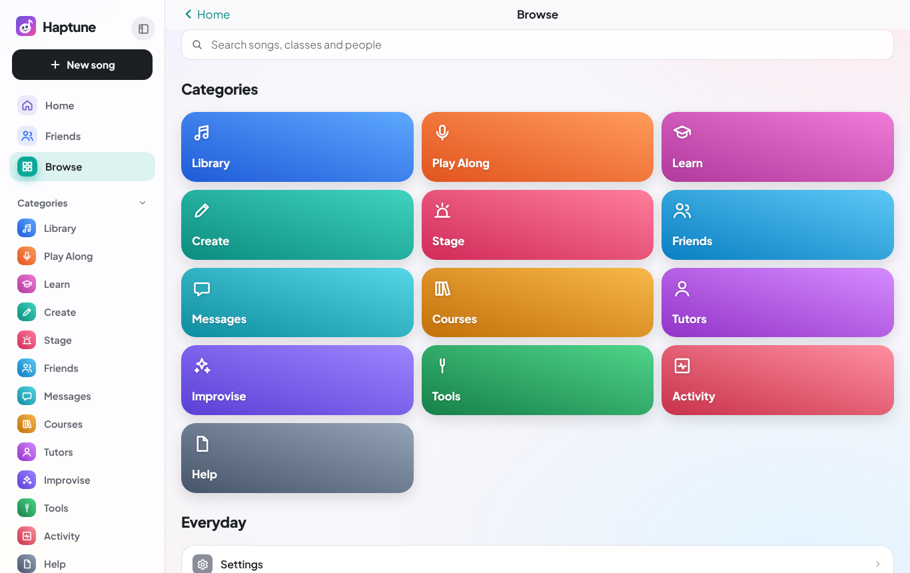 Haptune
New song
Home
Friends
Browse
Categories
Library
Play Along
Learn
Create
Stage
Friends
Messages
Courses
Tutors
Improvise
Tools
Activity
Help
Home
Browse
Search songs, classes and people
Categories
Library
Play Along
Learn
Create
Stage
Friends
Messages
Courses
Tutors
Improvise
Tools
Activity
Help
Everyday
Settings